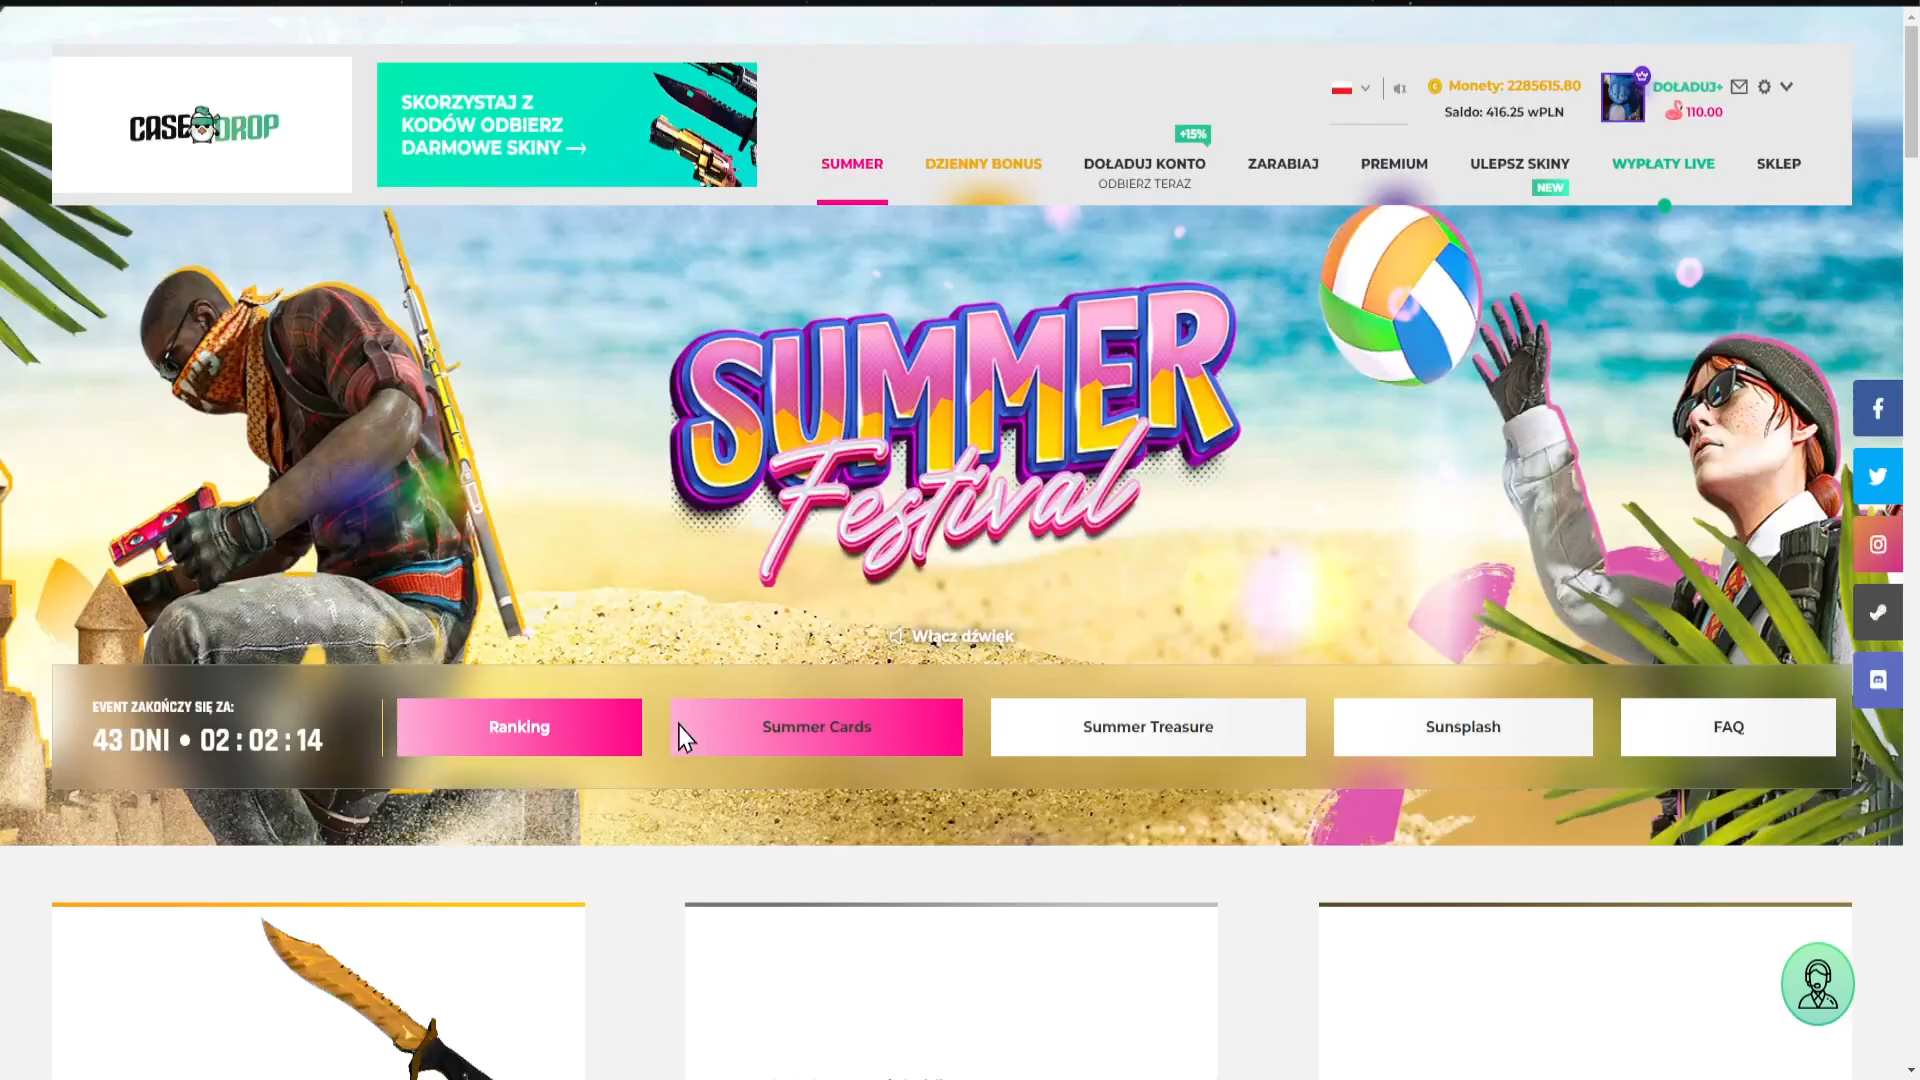 CASEDROP
SKORZYSTAJ Z
KODÓW ODBIERZ
DARMOWE SKINY →
Monety: 2285615.80
Saldo: 416.25 wPLN
DOŁADUJ+
110.00
+15%
SUMMER
DZIENNY BONUS
DOŁADUJ KONTO
ODBIERZ TERAZ
ZARABIAJ
PREMIUM
ULEPSZ SKINY
NEW
WYPŁATY LIVE
SKLEP
SUMMER
Festival
Włącz dźwięk
EVENT ZAKOŃCZY SIĘ ZA:
43 DNI • 02 : 02 : 14
Ranking
Summer Cards
Summer Treasure
Sunsplash
FAQ